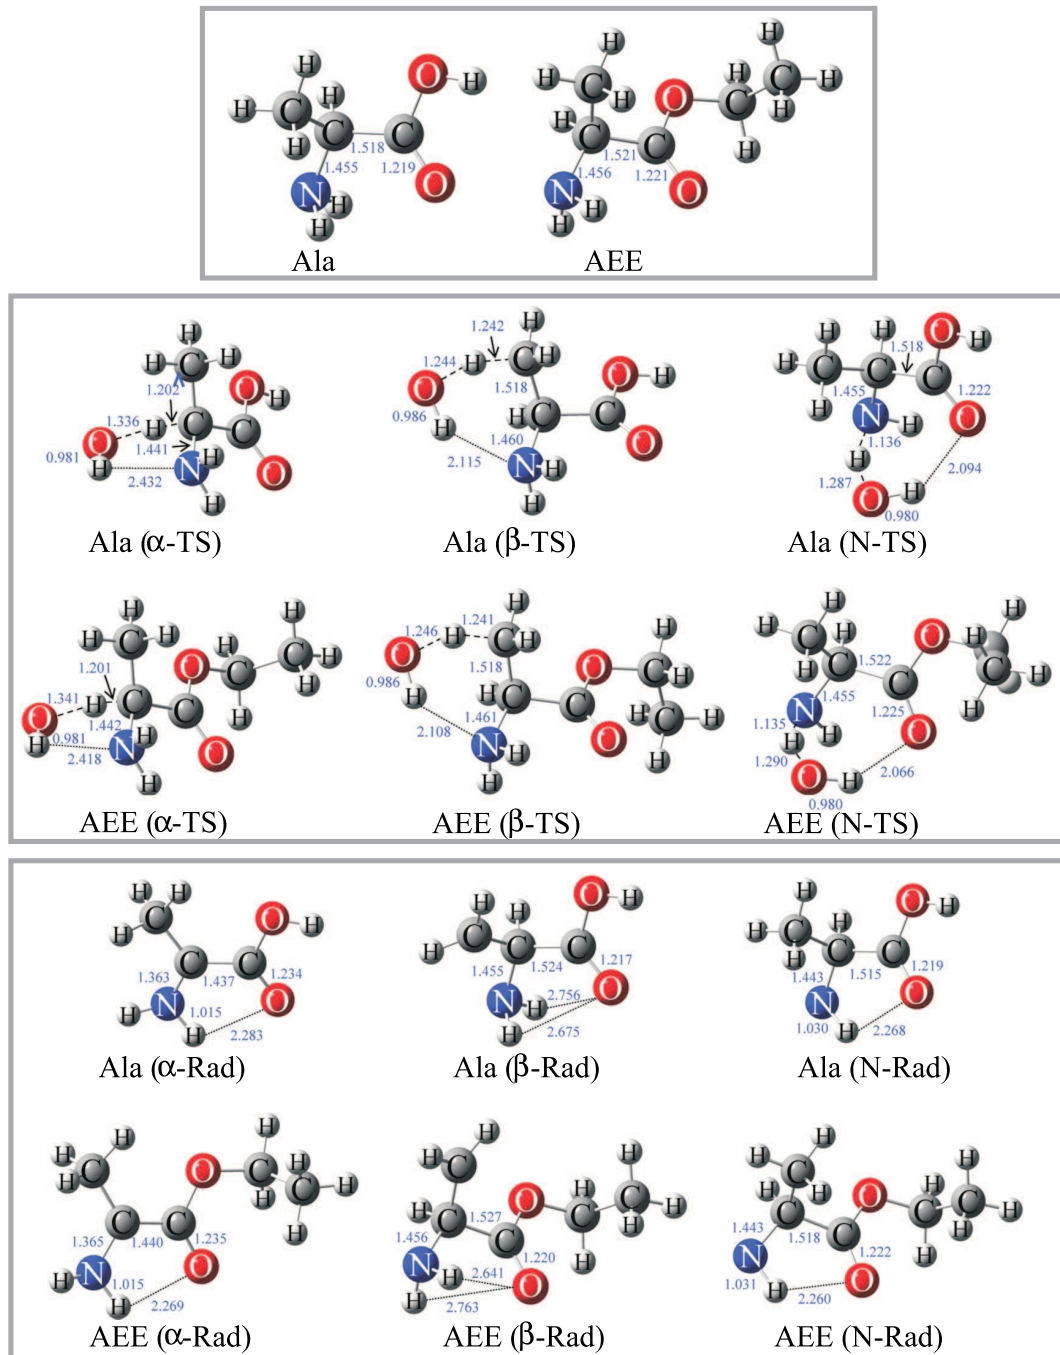 H
H H O H
C C C
H 1.518
1.455 1.219
N H O
H
Ala
H H
H C H H C H
H O C H
C C H
1.521
1.456 1.221
N H O
H
AEE
H
H C H
1.202 O H
1.336 H C C
O 1.441
0.981 H N H O
2.432 H
Ala (α-TS)
1.242 H
1.244 H C H
O 1.518 O H
0.986 H H C C
1.460 O
2.115 N H
H
Ala (β-TS)
H H O H
C C 1.518 C
H 1.455 1.222
N H O
1.136
H 2.094
1.287 H
O 0.980
Ala (N-TS)
H H
H C H H C H
1.201 O C H
1.341 H C C H
O 1.442 H
0.981 O
H 2.418 N H
AEE (α-TS)
H
1.246 H 1.241 C H
O 1.518 O C H
0.986 H H C C H C H
1.461 O
2.108 N H H
H
AEE (β-TS)
H H
C H O H C
H C 1.522 C C H
1.455 H
N H 1.225
1.135 O
H
1.290 2.066
O H
0.980
AEE (N-TS)
H H O H
H C
C C
1.363 1.437 1.234
H N 1.015 O
H 2.283
Ala (α-Rad)
H O H
H C C C
1.455 1.524 1.217
N H 2.756 O
H 2.675
Ala (β-Rad)
H H O H
H C C C
H 1.443 1.515 1.219
N O
1.030 H 2.268
Ala (N-Rad)
H H
H C O C H H
H H C
C C H
1.365 1.440 1.235
H N 1.015 O
H 2.269
AEE (α-Rad)
H H
H C O H C H
H C 1.527 C C H
1.456 H
N H 2.641 1.220
H 2.763 O
AEE (β-Rad)
H H
H C H O H C H
H C C C H
1.443 1.518 H
N 1.222
1.031 H 2.260 O
AEE (N-Rad)